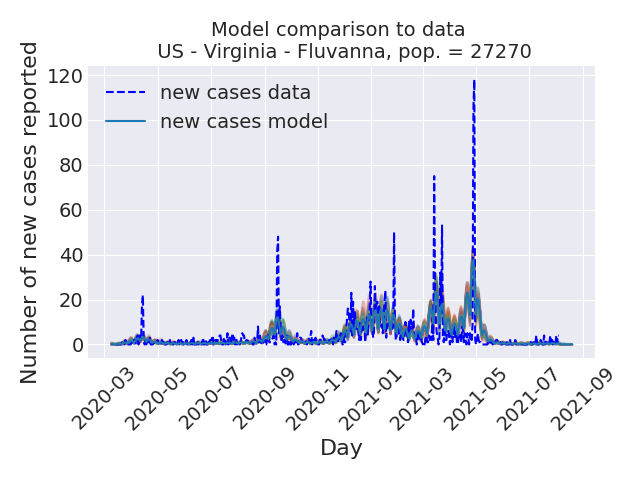 Model comparison to data
US - Virginia - Fluvanna, pop. = 27270
Number of new cases reported
120
100
80
60
40
20
0
new cases data
new cases model
2020-03
2020-05
2020-07
2020-09
2020-11
2021-01
2021-03
2021-05
2021-07
2021-09
Day